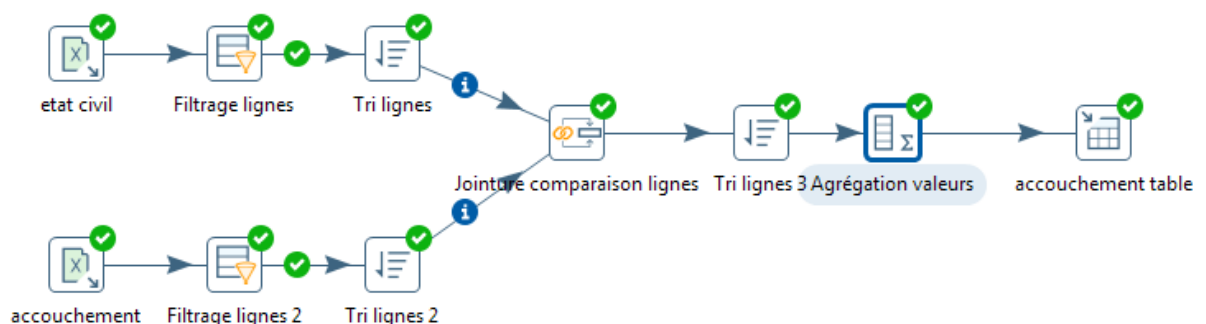 etat civil
Filtrage lignes
Tri lignes
Jointure comparaison lignes
Tri lignes 3
Agrégation valeurs
accouchement table
accouchement
Filtrage lignes 2
Tri lignes 2